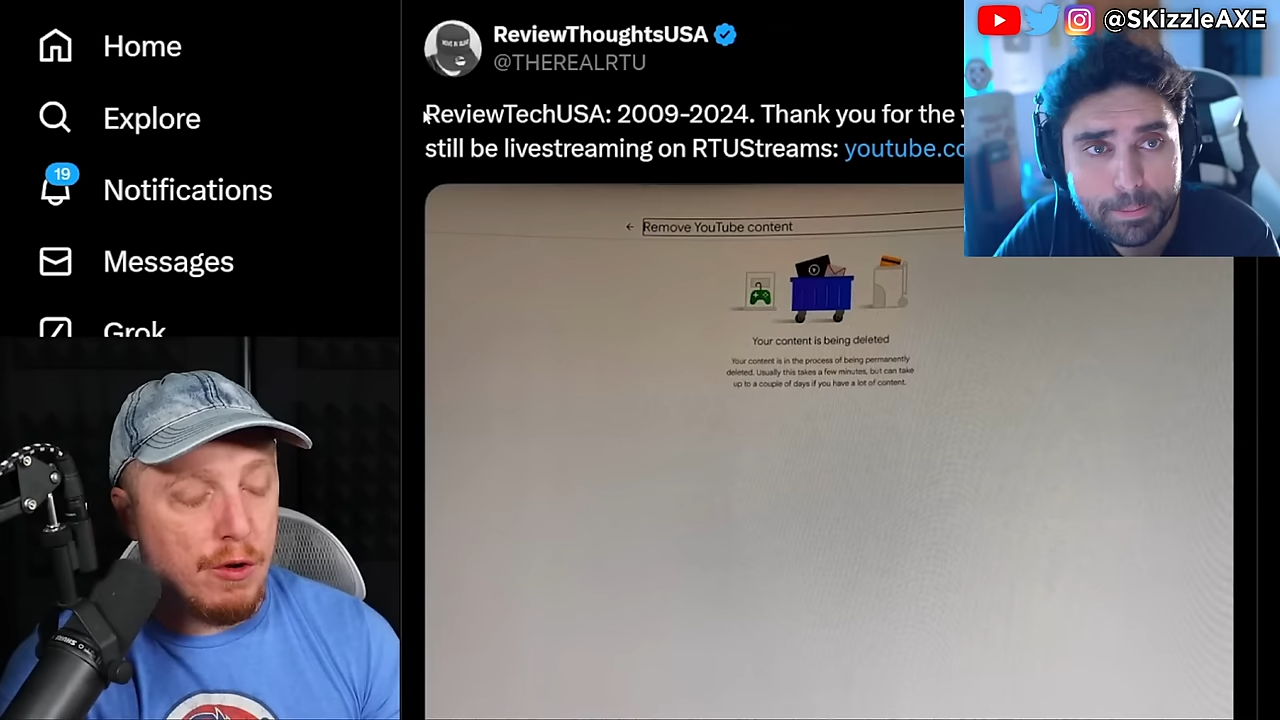 Home
Explore
19
Notifications
Messages
Grok
ReviewThoughtsUSA
@THEREALRTU
ReviewTechUSA: 2009-2024. Thank you for the
still be livestreaming on RTUStreams: youtube.co
Remove YouTube content
Your content is being deleted
Your content is in the process of being permanently
deleted. Usually this takes a few minutes, but can take
up to a couple of days if you have a lot of content.
@SKizzleAXE
SHURE